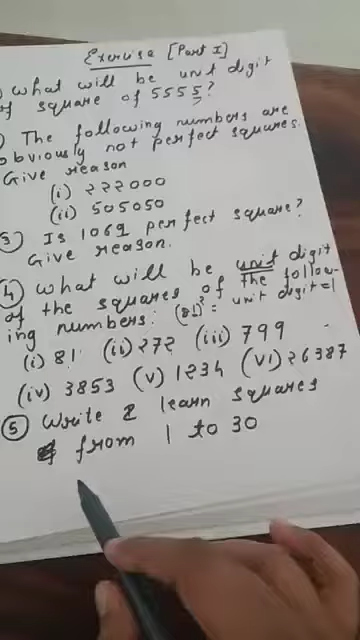 Exercise [Part I]
) What will be unit digit
of square of 5555?
) The following numbers are
obviously not perfect squares.
Give reason
(i) 222000
(ii) 505050
③ Is 1069 perfect square?
Give reason.
④ What will be unit digit
of the squares of the follow-
ing numbers: (81)² = unit digit=1
(i) 81 (ii) 272 (iii) 799
(iv) 3853 (v) 1234 (vi) 26387
⑤ Write & learn squares
from 1 to 30